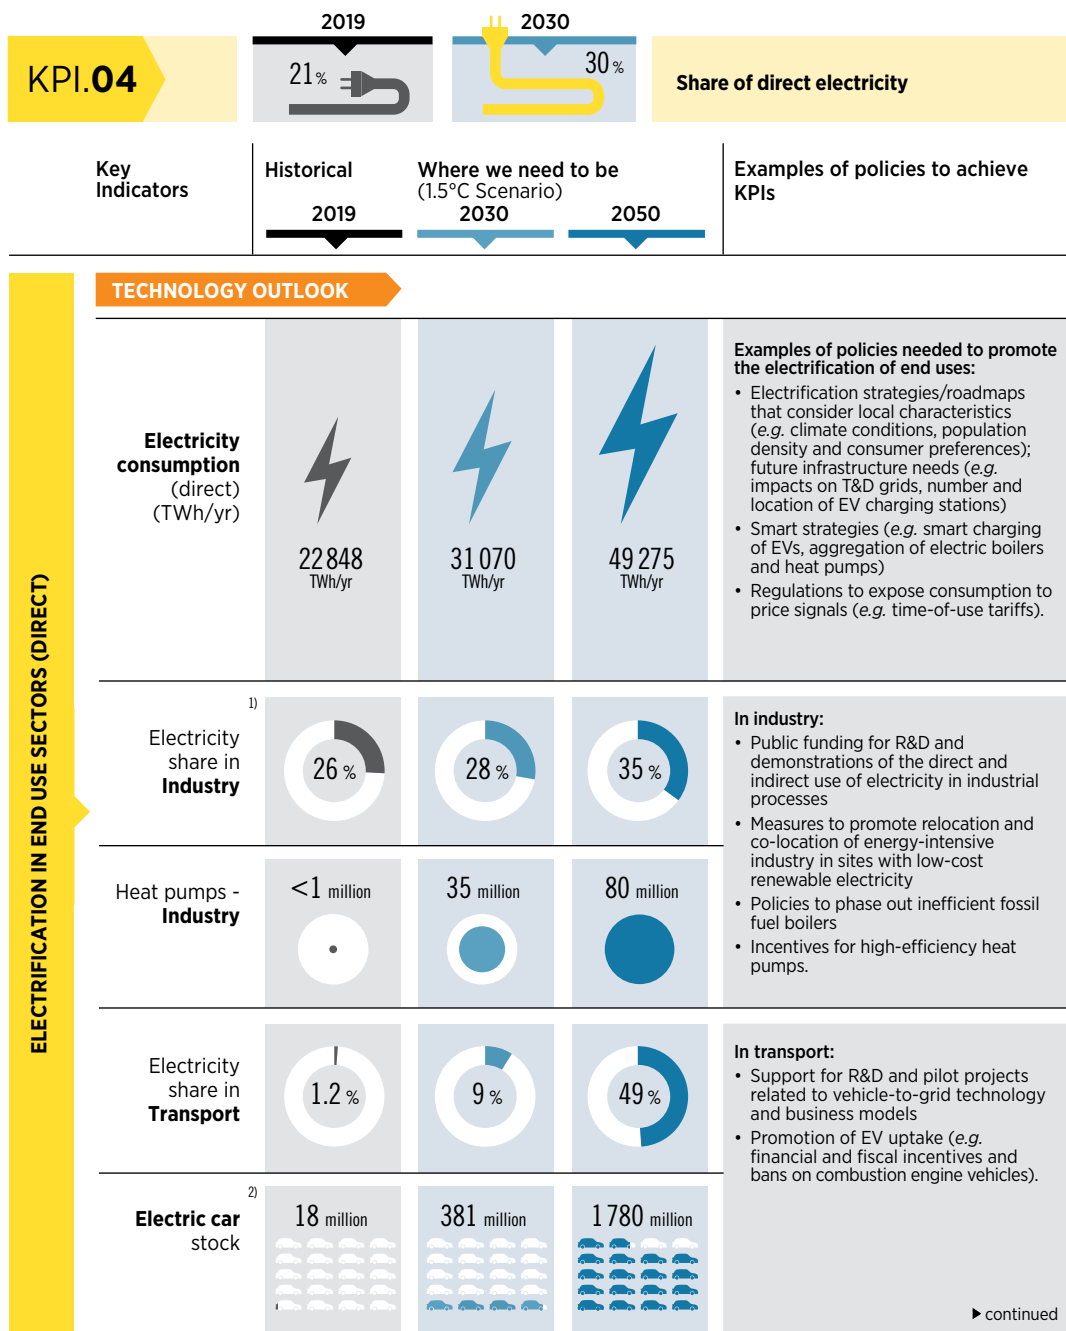 2019
2030
KPI.04
21 %
30 %
Share of direct electricity
Key
Indicators
Historical
2019
Where we need to be
(1.5°C Scenario)
2030
2050
Examples of policies to achieve
KPIs
ELECTRIFICATION IN END USE SECTORS (DIRECT)
TECHNOLOGY OUTLOOK
Electricity
consumption
(direct)
(TWh/yr)
22 848
TWh/yr
31 070
TWh/yr
49 275
TWh/yr
Examples of policies needed to promote
the electrification of end uses:
• Electrification strategies/roadmaps
that consider local characteristics
(e.g. climate conditions, population
density and consumer preferences);
future infrastructure needs (e.g.
impacts on T&D grids, number and
location of EV charging stations)
• Smart strategies (e.g. smart charging
of EVs, aggregation of electric boilers
and heat pumps)
• Regulations to expose consumption to
price signals (e.g. time-of-use tariffs).
1)
Electricity
share in
Industry
26 %
28 %
35 %
Heat pumps -
Industry
<1 million
35 million
80 million
In industry:
• Public funding for R&D and
demonstrations of the direct and
indirect use of electricity in industrial
processes
• Measures to promote relocation and
co-location of energy-intensive
industry in sites with low-cost
renewable electricity
• Policies to phase out inefficient fossil
fuel boilers
• Incentives for high-efficiency heat
pumps.
Electricity
share in
Transport
1.2 %
9 %
49 %
2)
Electric car
stock
18 million
381 million
1 780 million
In transport:
• Support for R&D and pilot projects
related to vehicle-to-grid technology
and business models
• Promotion of EV uptake (e.g.
financial and fiscal incentives and
bans on combustion engine vehicles).
▶ continued